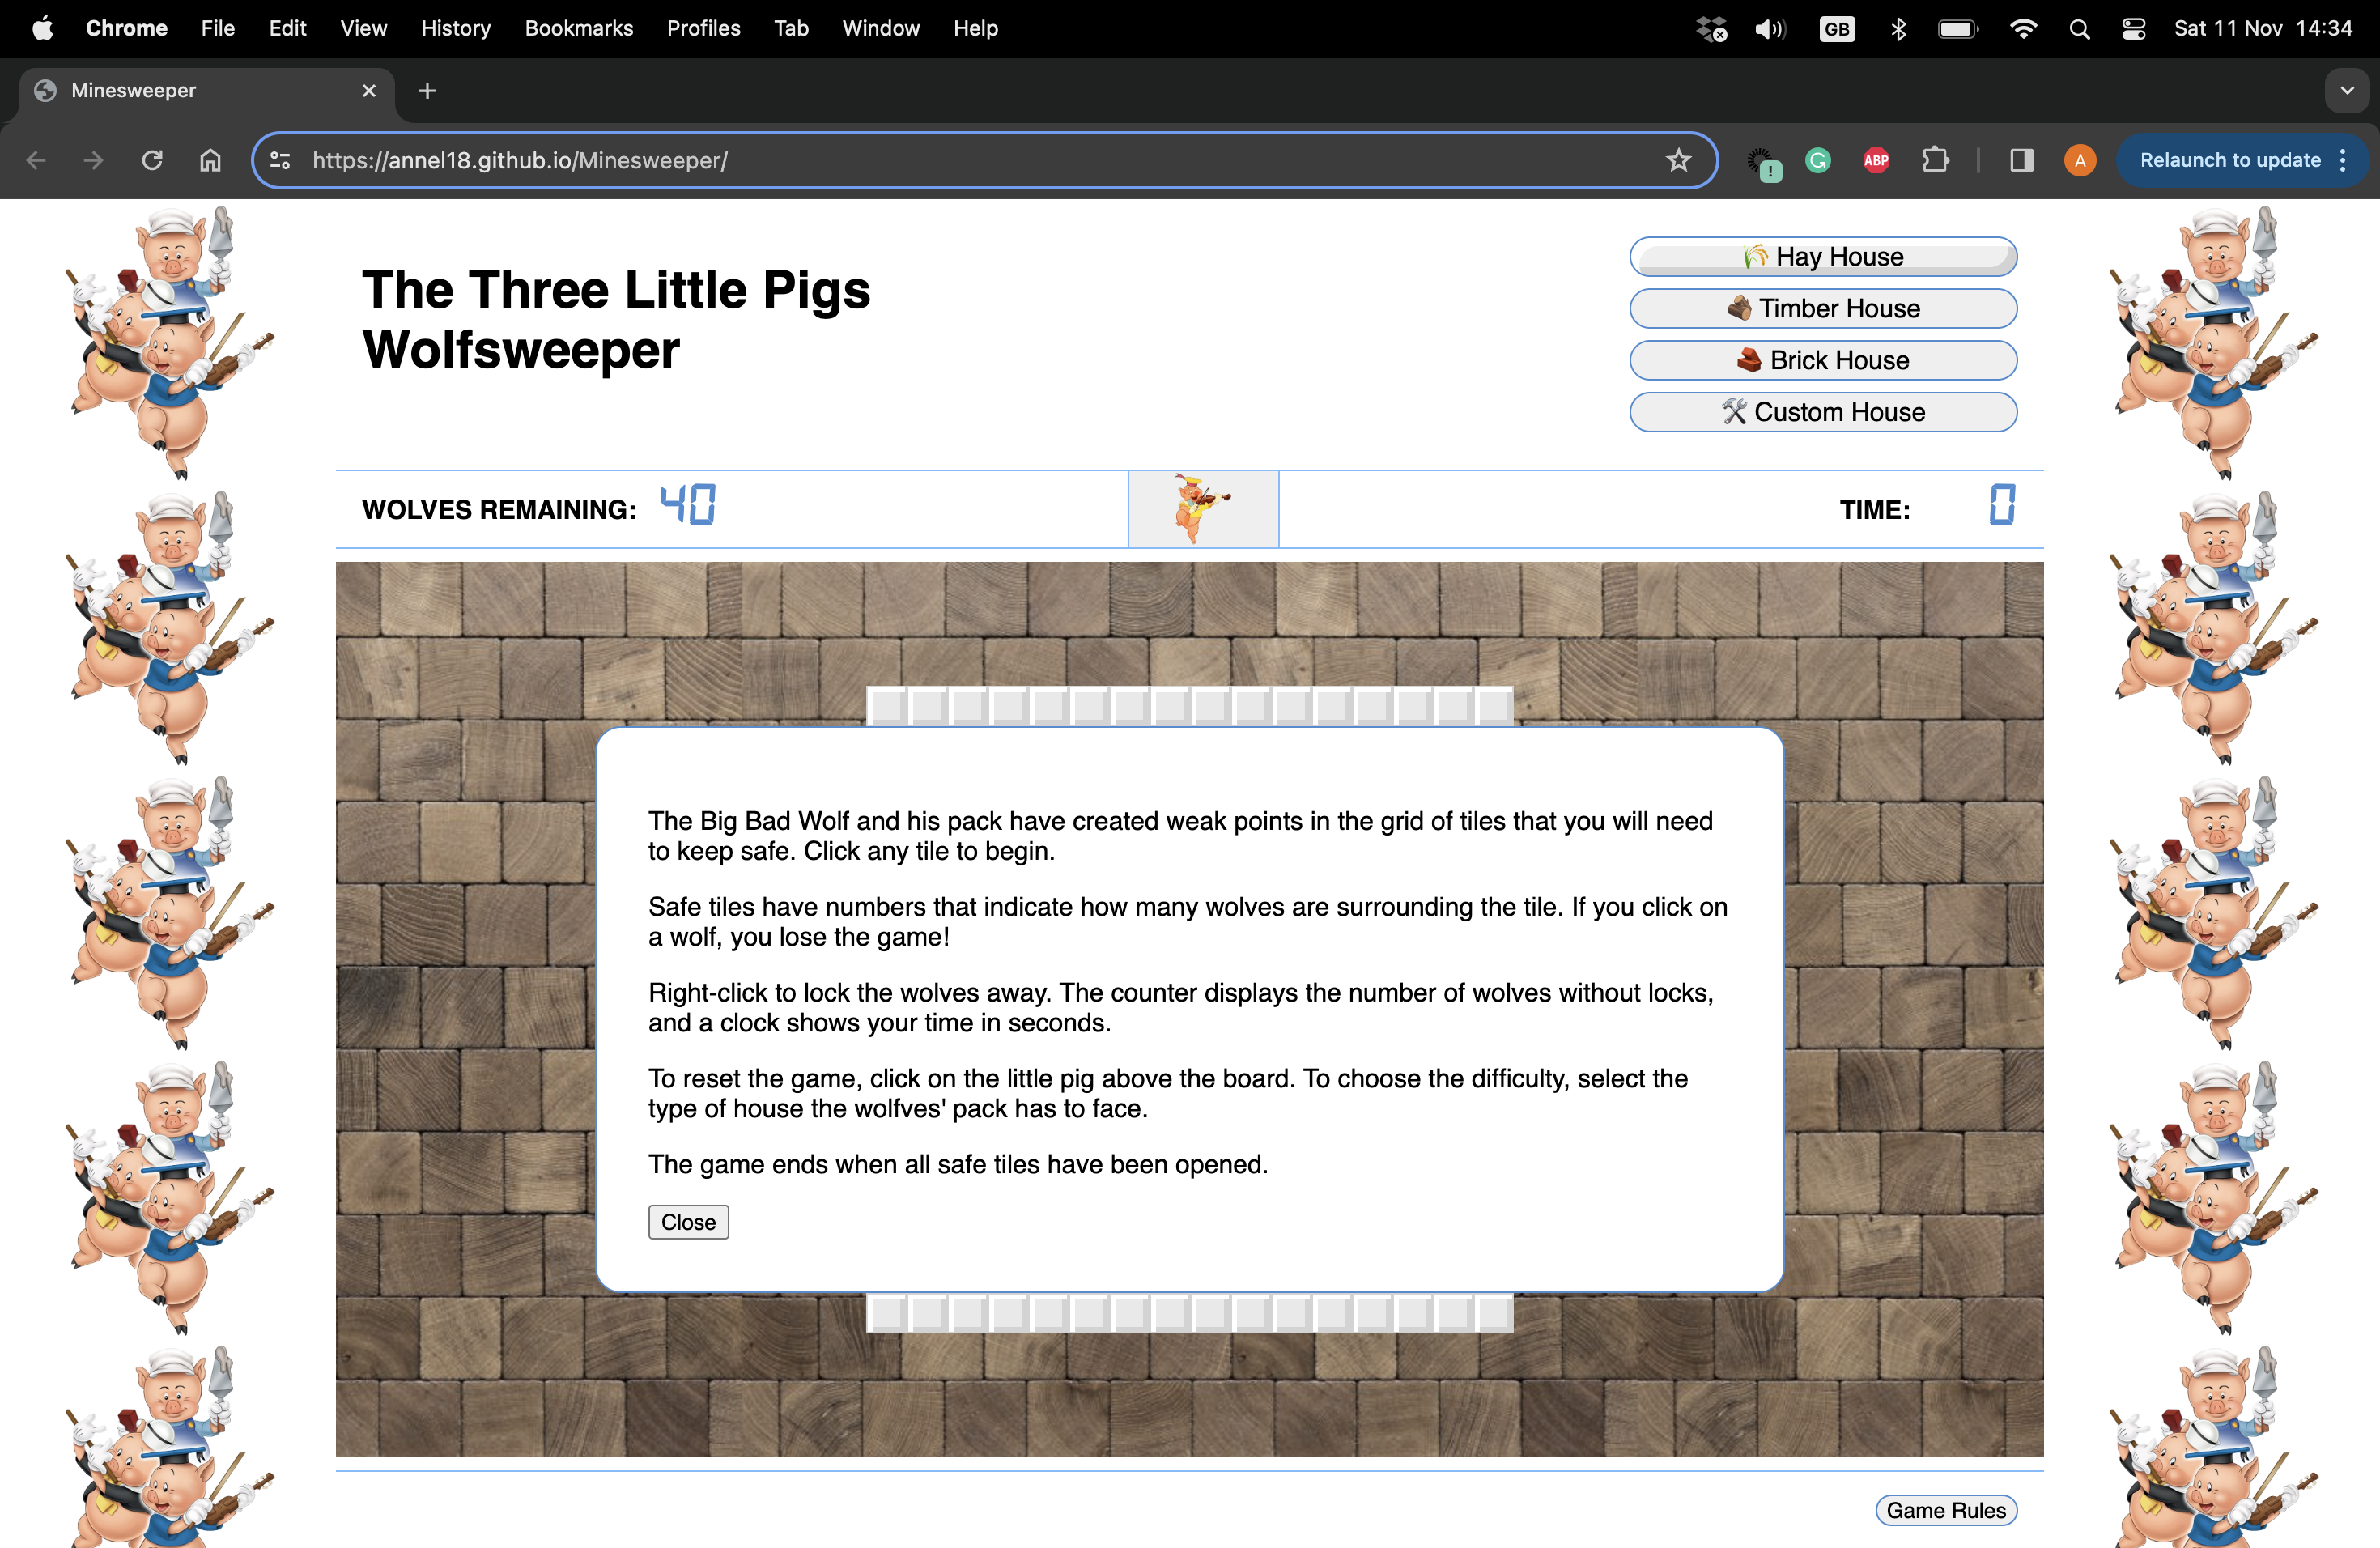 Chrome File Edit View History Bookmarks Profiles Tab Window Help GB Sat 11 Nov 14:34
Minesweeper
https://annel18.github.io/Minesweeper/ ! G ABP A Relaunch to update
The Three Little Pigs
Wolfsweeper
Hay House
Timber House
Brick House
Custom House
WOLVES REMAINING: 40 TIME: 0
The Big Bad Wolf and his pack have created weak points in the grid of tiles that you will need
to keep safe. Click any tile to begin.
Safe tiles have numbers that indicate how many wolves are surrounding the tile. If you click on
a wolf, you lose the game!
Right-click to lock the wolves away. The counter displays the number of wolves without locks,
and a clock shows your time in seconds.
To reset the game, click on the little pig above the board. To choose the difficulty, select the
type of house the wolfves' pack has to face.
The game ends when all safe tiles have been opened.
Close
Game Rules